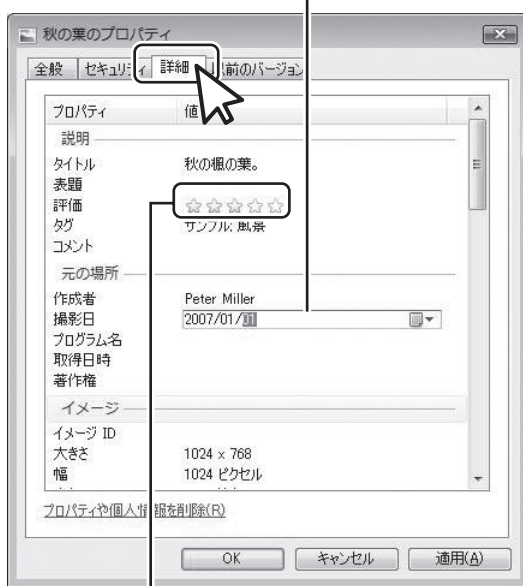 秋の葉のプロパティ
全般 セキュリティ 詳細 以前のバージョン
プロパティ 値
説明
タイトル 秋の楓の葉。
表題
評価
タグ サンプル; 風景
コメント
元の場所
作成者 Peter Miller
撮影日 2007/01/01
プログラム名
取得日時
著作権
イメージ
イメージ ID
大きさ 1024 x 768
幅 1024 ピクセル
プロパティや個人情報を削除(R)
OK キャンセル 適用(A)